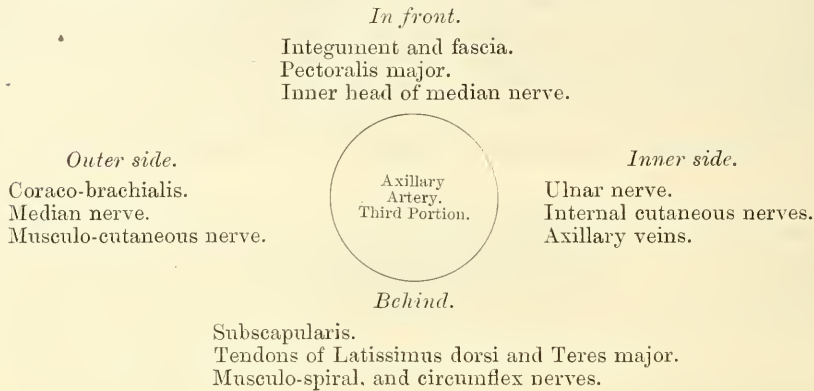 In front.
Integument and fascia.
Pectoralis major.
Inner head of median nerve.
Outer side.
Coraco-brachialis.
Median nerve.
Musculo-cutaneous nerve.
Axillary
Artery.
Third Portion.
Inner side.
Ulnar nerve.
Internal cutaneous nerves.
Axillary veins.
Behind.
Subscapularis.
Tendons of Latissimus dorsi and Teres major.
Musculo-spiral, and circumflex nerves.